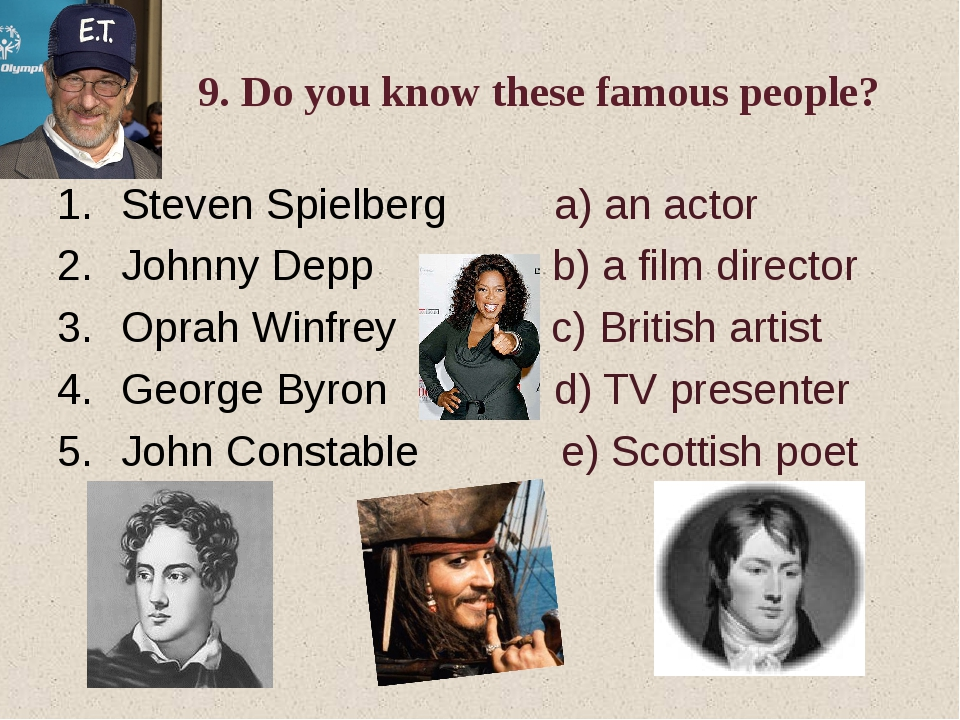 E.T.
Olympi
9. Do you know these famous people?
1. Steven Spielberg a) an actor
2. Johnny Depp b) a film director
3. Oprah Winfrey c) British artist
4. George Byron d) TV presenter
5. John Constable e) Scottish poet